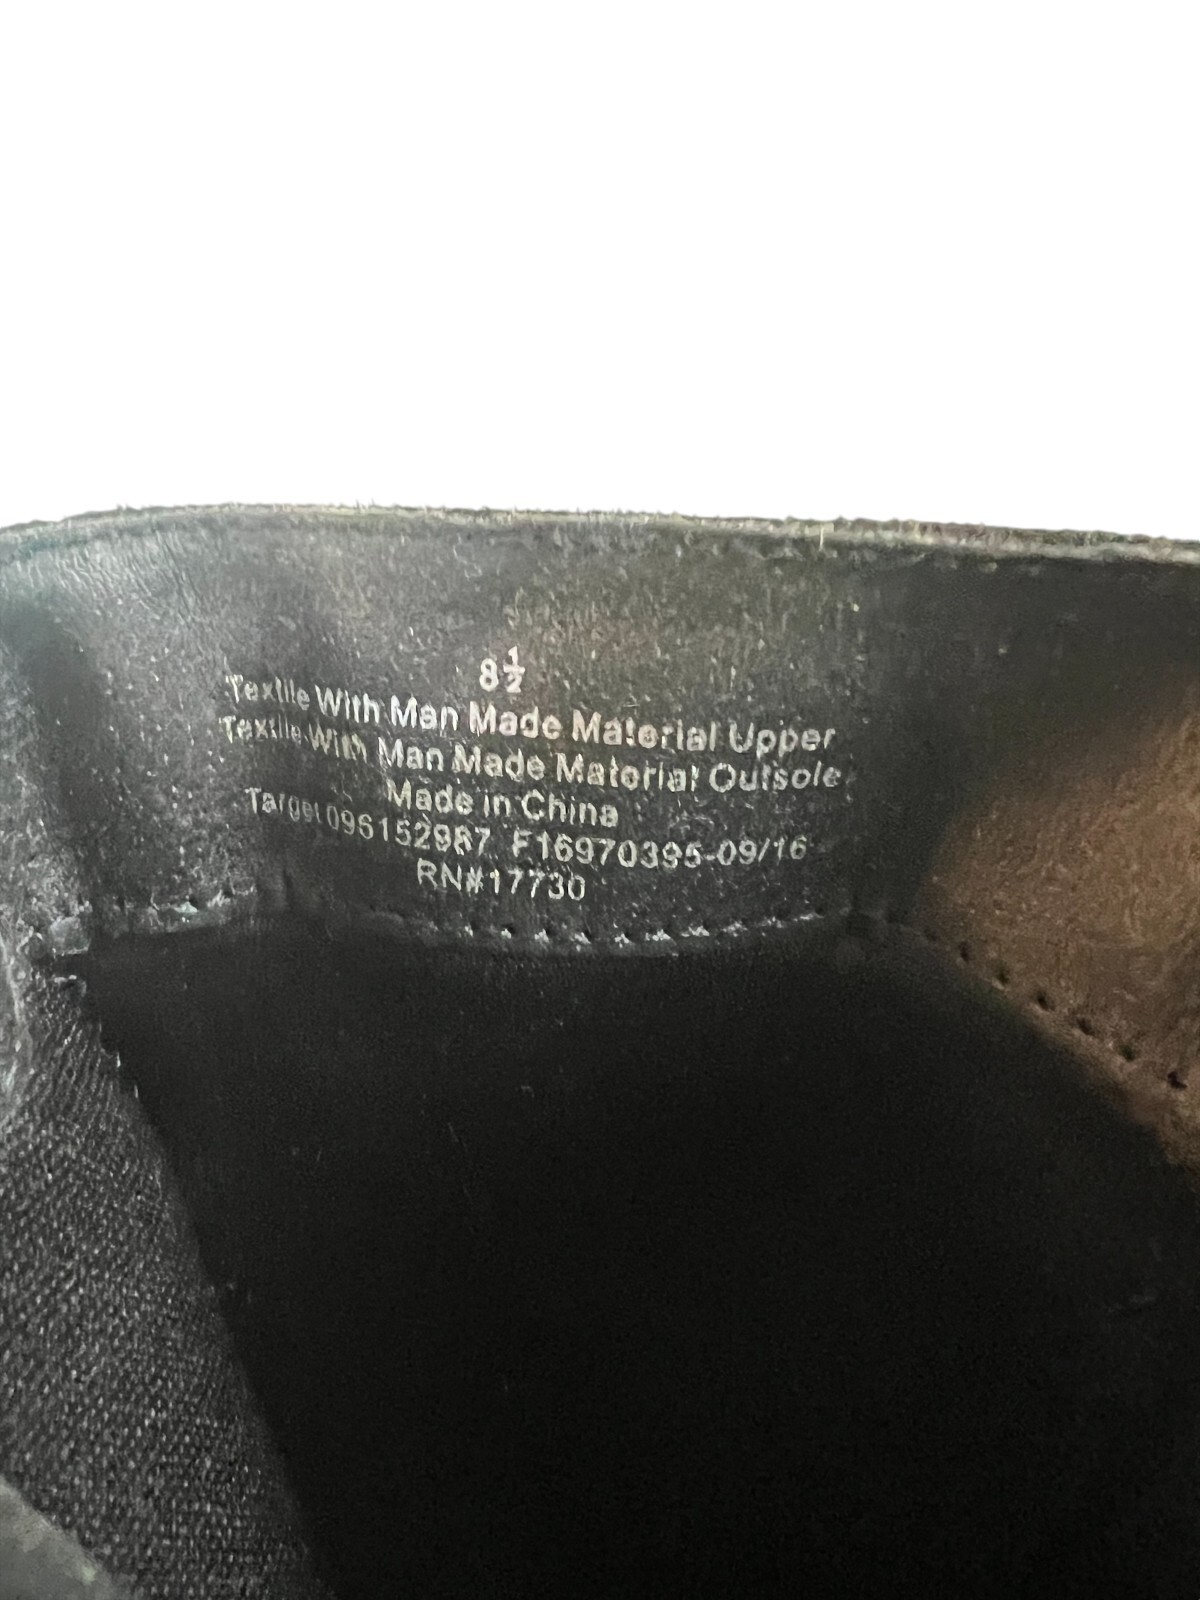 8½
Textile With Man Made Material Upper
Textile With Man Made Material Outsole
Made in China
Target 096152987 F16970395-09/16
RN#17730